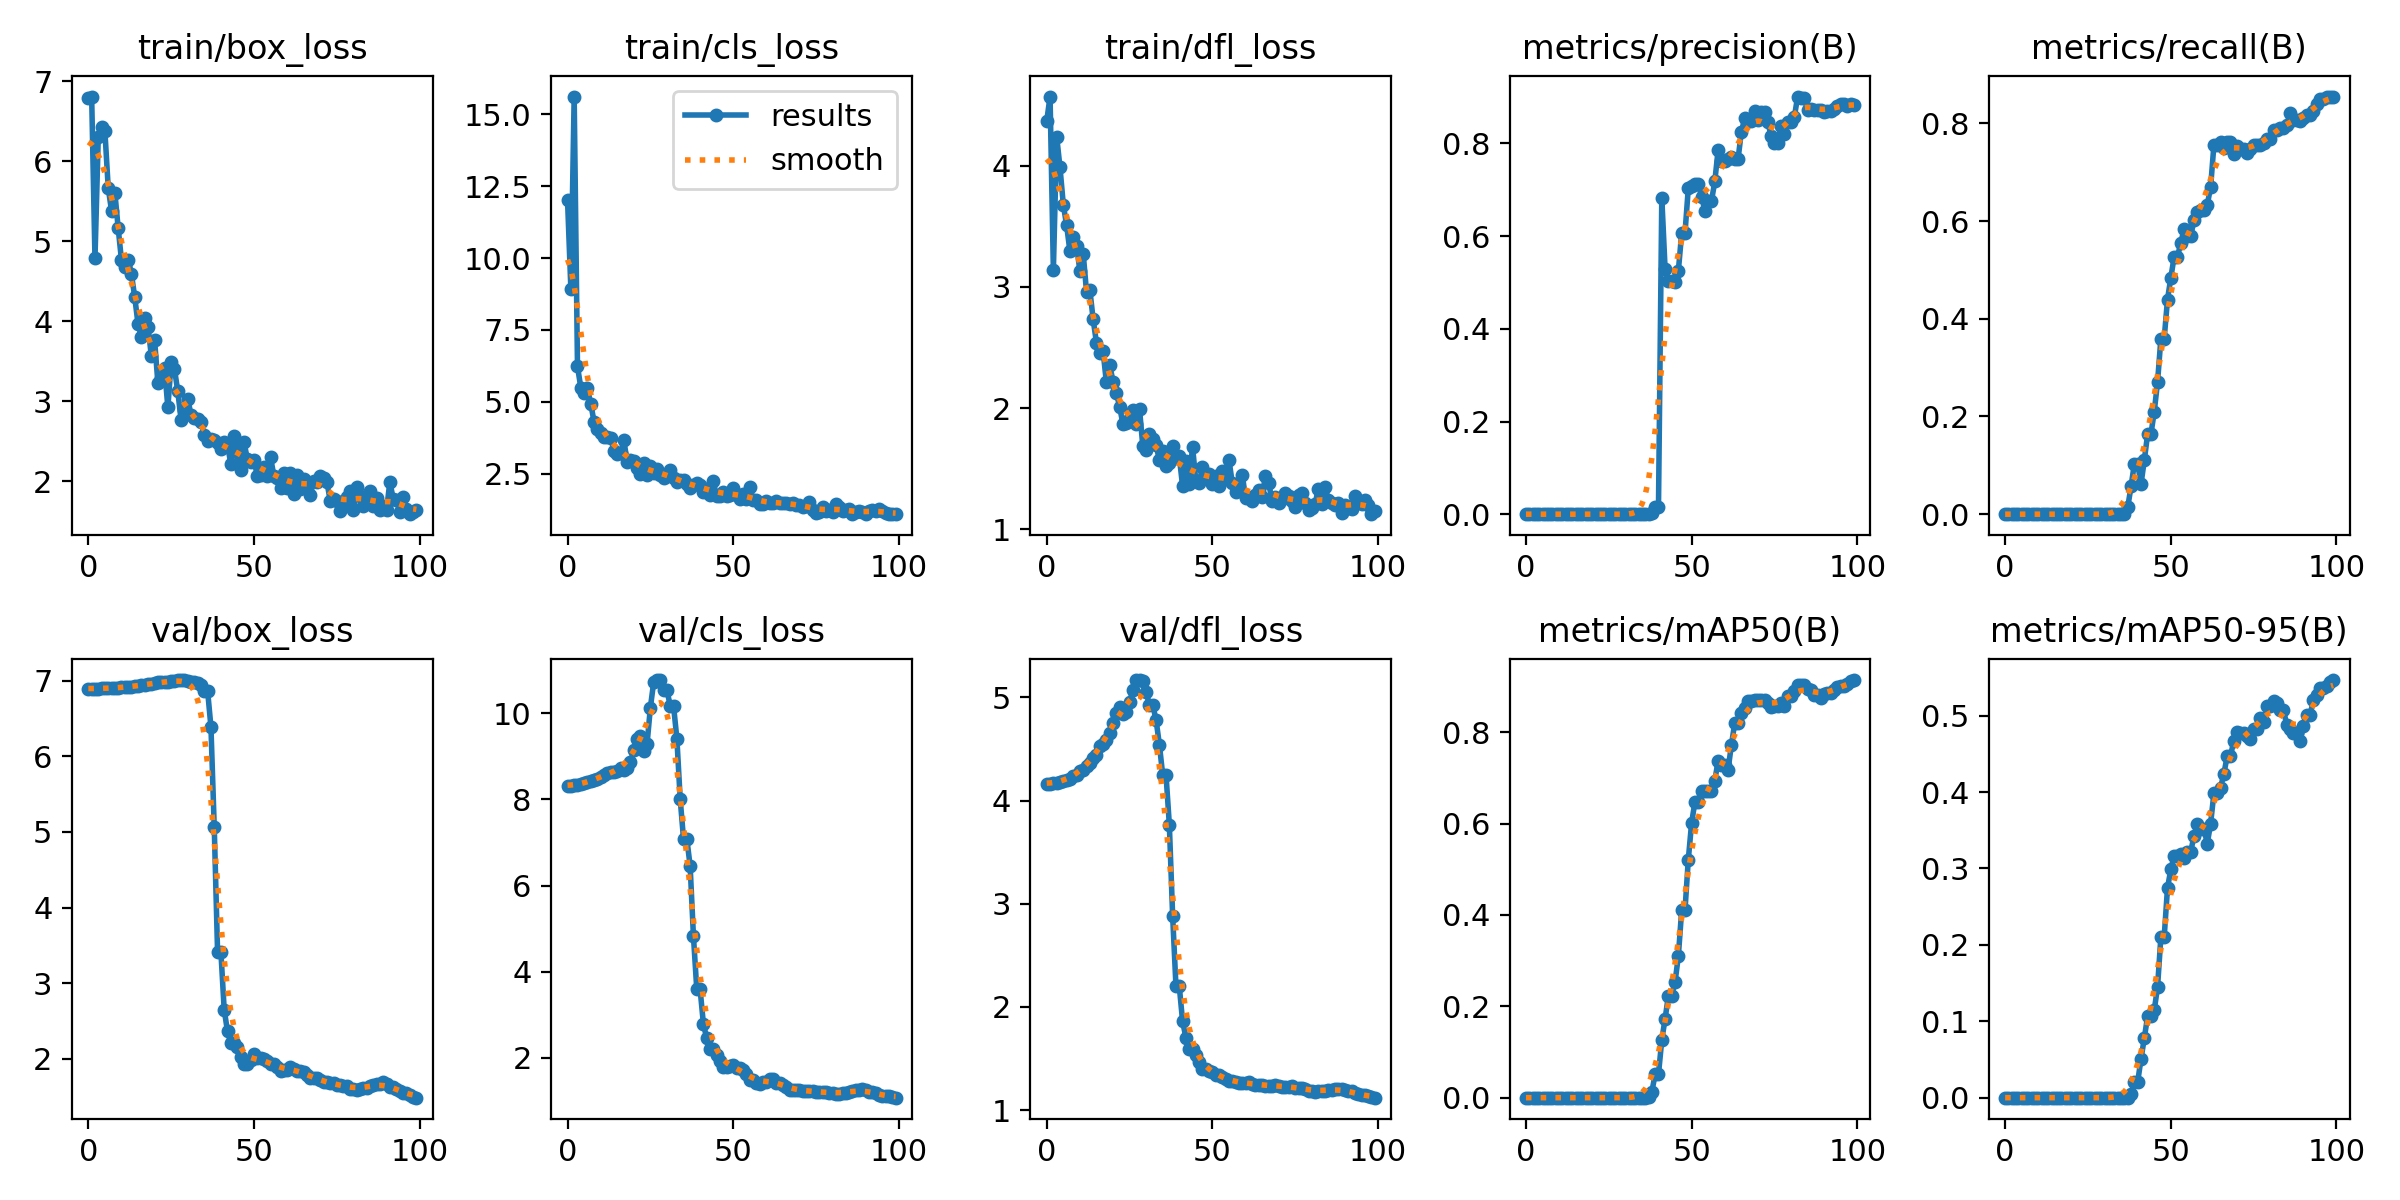 train/box_loss
7
6
5
4
3
2
0 50 100
train/cls_loss
results
smooth
15.0
12.5
10.0
7.5
5.0
2.5
0 50 100
train/dfl_loss
4
3
2
1
0 50 100
metrics/precision(B)
0.8
0.6
0.4
0.2
0.0
0 50 100
metrics/recall(B)
0.8
0.6
0.4
0.2
0.0
0 50 100
val/box_loss
7
6
5
4
3
2
0 50 100
val/cls_loss
10
8
6
4
2
0 50 100
val/dfl_loss
5
4
3
2
1
0 50 100
metrics/mAP50(B)
0.8
0.6
0.4
0.2
0.0
0 50 100
metrics/mAP50-95(B)
0.5
0.4
0.3
0.2
0.1
0.0
0 50 100